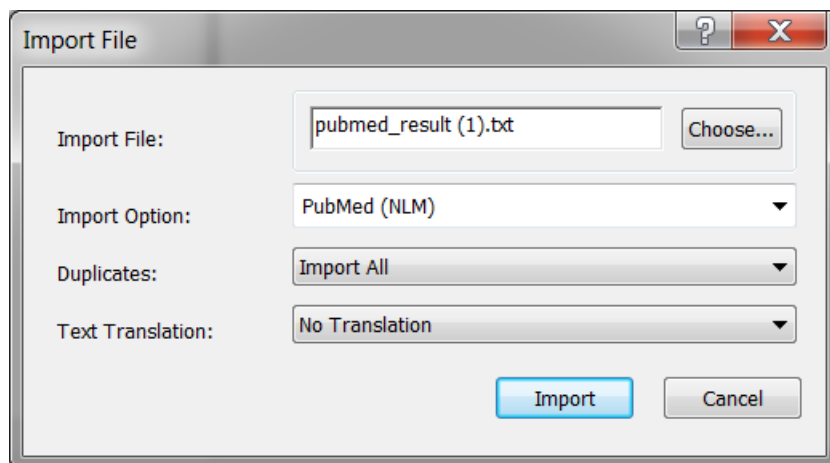 Import File
Import File:
pubmed_result (1).txt
Choose...
Import Option:
PubMed (NLM)
Duplicates:
Import All
Text Translation:
No Translation
Import
Cancel